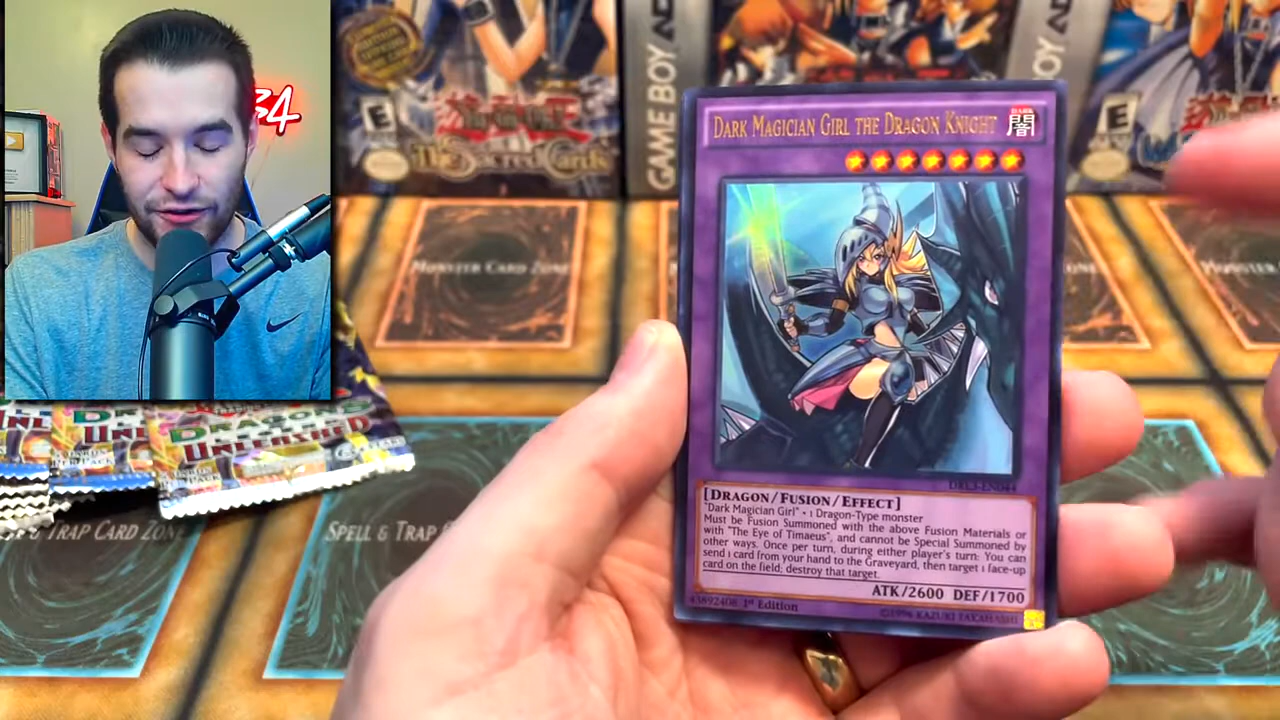 34
E
The Sacred Cards
GAME BOY AD
E
DARK MAGICIAN GIRL THE DRAGON KNIGHT
DARK
闇
MONSTER CARD ZONE
DRL3-EN044
[DRAGON/FUSION/EFFECT]
"Dark Magician Girl" + 1 Dragon-Type monster
Must be Fusion Summoned with the above Fusion Materials or
with "The Eye of Timaeus", and cannot be Special Summoned by
other ways. Once per turn, during either player's turn: You can
send 1 card from your hand to the Graveyard, then target 1 face-up
card on the field; destroy that target.
ATK/2600 DEF/1700
43892408 1st Edition
©1996 KAZUKI TAKAHASHI
DRAGONS
UNLEASHED
SPELL & TRAP
& TRAP CARD ZONE